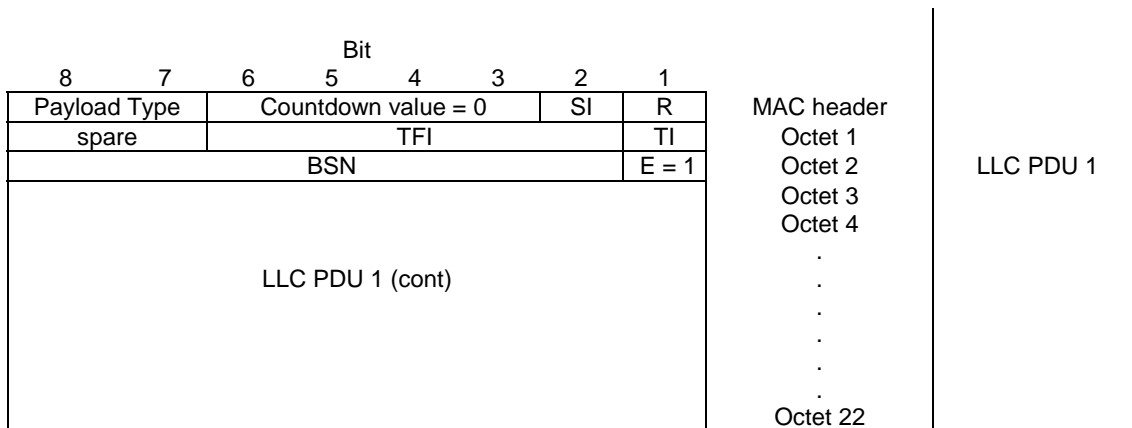 Bit
8 7 6 5 4 3 2 1
Payload Type Countdown value = 0 SI R MAC header
spare TFI TI Octet 1
BSN E = 1 Octet 2 LLC PDU 1
Octet 3
Octet 4
.
LLC PDU 1 (cont) .
.
.
.
.
Octet 22